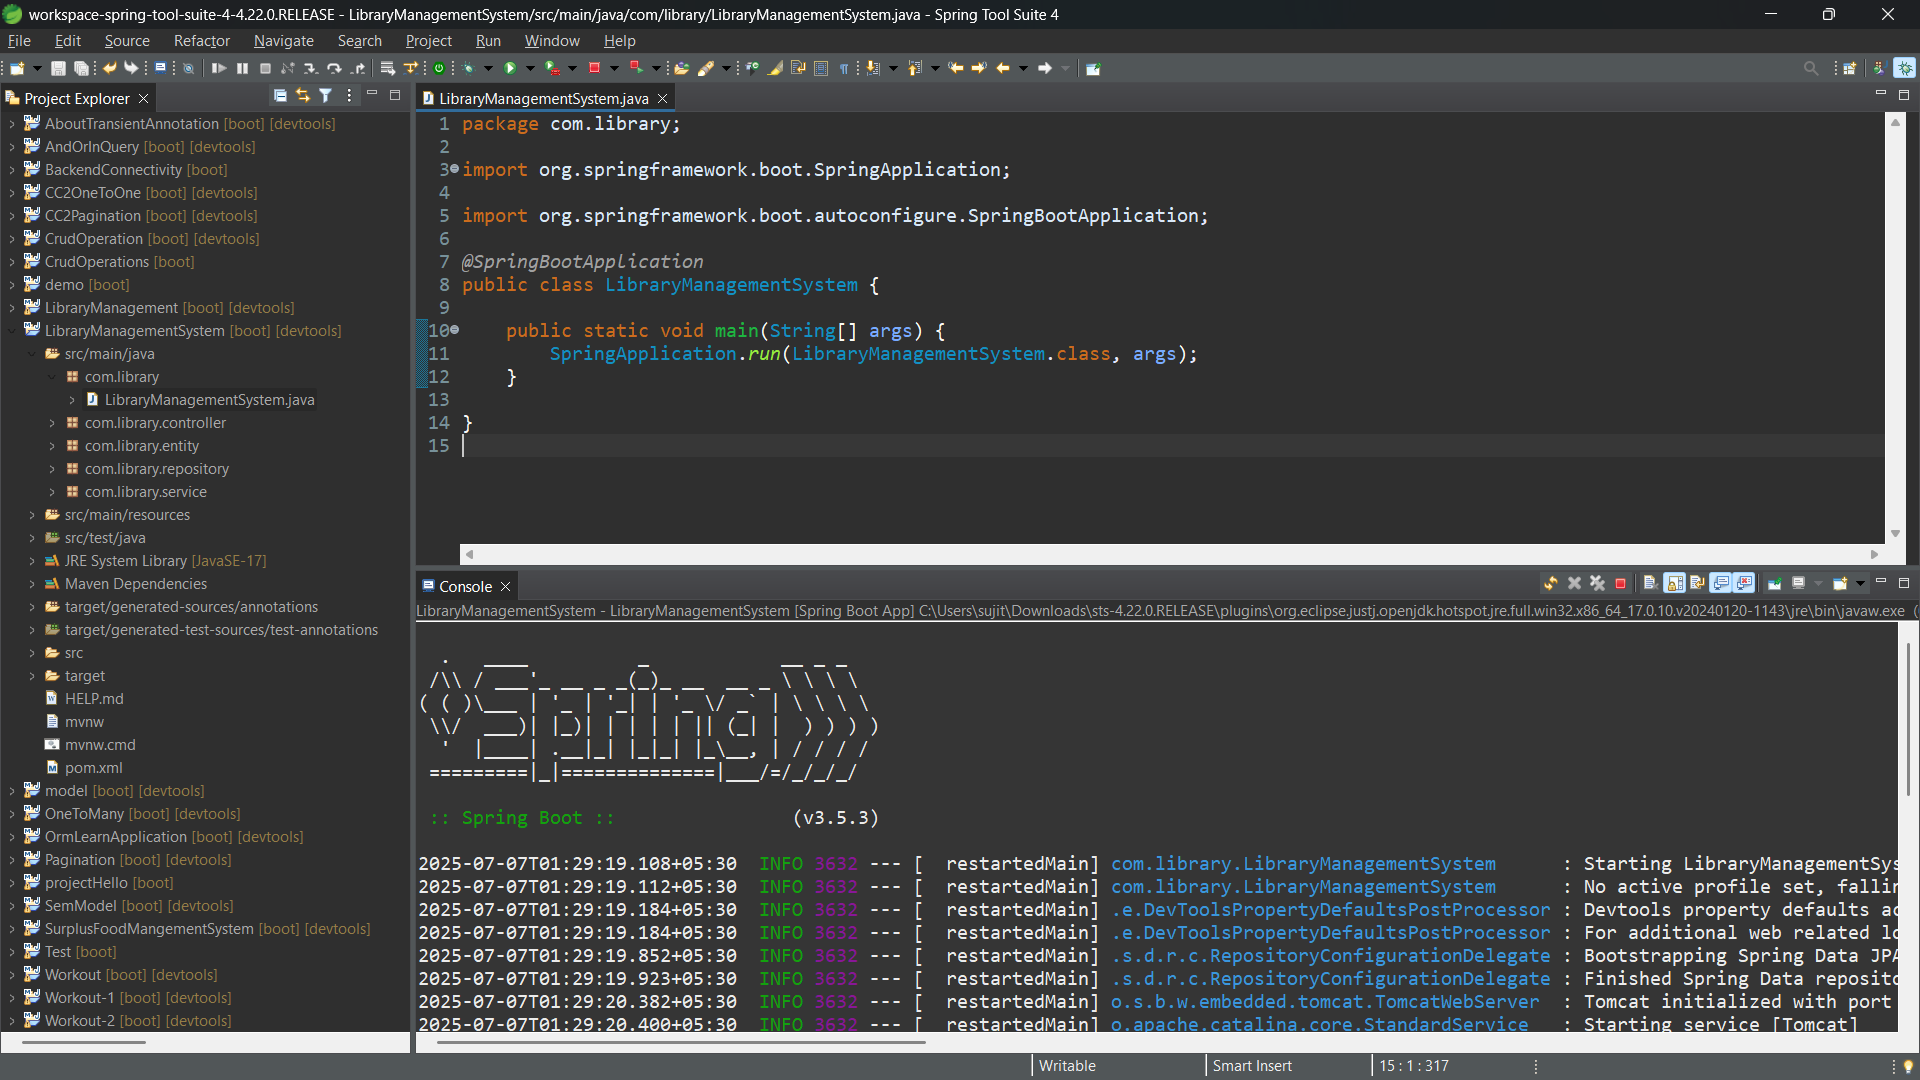 workspace-spring-tool-suite-4-4.22.0.RELEASE - LibraryManagementSystem/src/main/java/com/library/LibraryManagementSystem.java - Spring Tool Suite 4
File Edit Source Refactor Navigate Search Project Run Window Help
Project Explorer
AboutTransientAnnotation [boot] [devtools]
AndOrInQuery [boot] [devtools]
BackendConnectivity [boot]
CC2OneToOne [boot] [devtools]
CC2Pagination [boot] [devtools]
CrudOperation [boot] [devtools]
CrudOperations [boot]
demo [boot]
LibraryManagement [boot] [devtools]
LibraryManagementSystem [boot] [devtools]
src/main/java
com.library
LibraryManagementSystem.java
com.library.controller
com.library.entity
com.library.repository
com.library.service
src/main/resources
src/test/java
JRE System Library [JavaSE-17]
Maven Dependencies
target/generated-sources/annotations
target/generated-test-sources/test-annotations
src
target
HELP.md
mvnw
mvnw.cmd
pom.xml
model [boot] [devtools]
OneToMany [boot] [devtools]
OrmLearnApplication [boot] [devtools]
Pagination [boot] [devtools]
projectHello [boot]
SemModel [boot] [devtools]
SurplusFoodMangementSystem [boot] [devtools]
Test [boot]
Workout [boot] [devtools]
Workout-1 [boot] [devtools]
Workout-2 [boot] [devtools]
LibraryManagementSystem.java
1 package com.library;
2
3 import org.springframework.boot.SpringApplication;
4
5 import org.springframework.boot.autoconfigure.SpringBootApplication;
6
7 @SpringBootApplication
8 public class LibraryManagementSystem {
9
10 public static void main(String[] args) {
11 SpringApplication.run(LibraryManagementSystem.class, args);
12 }
13
14 }
15
Console
LibraryManagementSystem - LibraryManagementSystem [Spring Boot App] C:\Users\sujit\Downloads\sts-4.22.0.RELEASE\plugins\org.eclipse.justj.openjdk.hotspot.jre.full.win32.x86_64_17.0.10.v20240120-1143\jre\bin\javaw.exe (
Spring
:: Spring Boot :: (v3.5.3)
2025-07-07T01:29:19.108+05:30 INFO 3632 --- [ restartedMain] com.library.LibraryManagementSystem : Starting LibraryManagementSys
2025-07-07T01:29:19.112+05:30 INFO 3632 --- [ restartedMain] com.library.LibraryManagementSystem : No active profile set, fallin
2025-07-07T01:29:19.184+05:30 INFO 3632 --- [ restartedMain] .e.DevToolsPropertyDefaultsPostProcessor : Devtools property defaults ac
2025-07-07T01:29:19.184+05:30 INFO 3632 --- [ restartedMain] .e.DevToolsPropertyDefaultsPostProcessor : For additional web related lo
2025-07-07T01:29:19.852+05:30 INFO 3632 --- [ restartedMain] .s.d.r.c.RepositoryConfigurationDelegate : Bootstrapping Spring Data JPA
2025-07-07T01:29:19.923+05:30 INFO 3632 --- [ restartedMain] .s.d.r.c.RepositoryConfigurationDelegate : Finished Spring Data reposito
2025-07-07T01:29:20.382+05:30 INFO 3632 --- [ restartedMain] o.s.b.w.embedded.tomcat.TomcatWebServer : Tomcat initialized with port
2025-07-07T01:29:20.400+05:30 INFO 3632 --- [ restartedMain] o.apache.catalina.core.StandardService : Starting service [Tomcat]
Writable Smart Insert 15 : 1 : 317